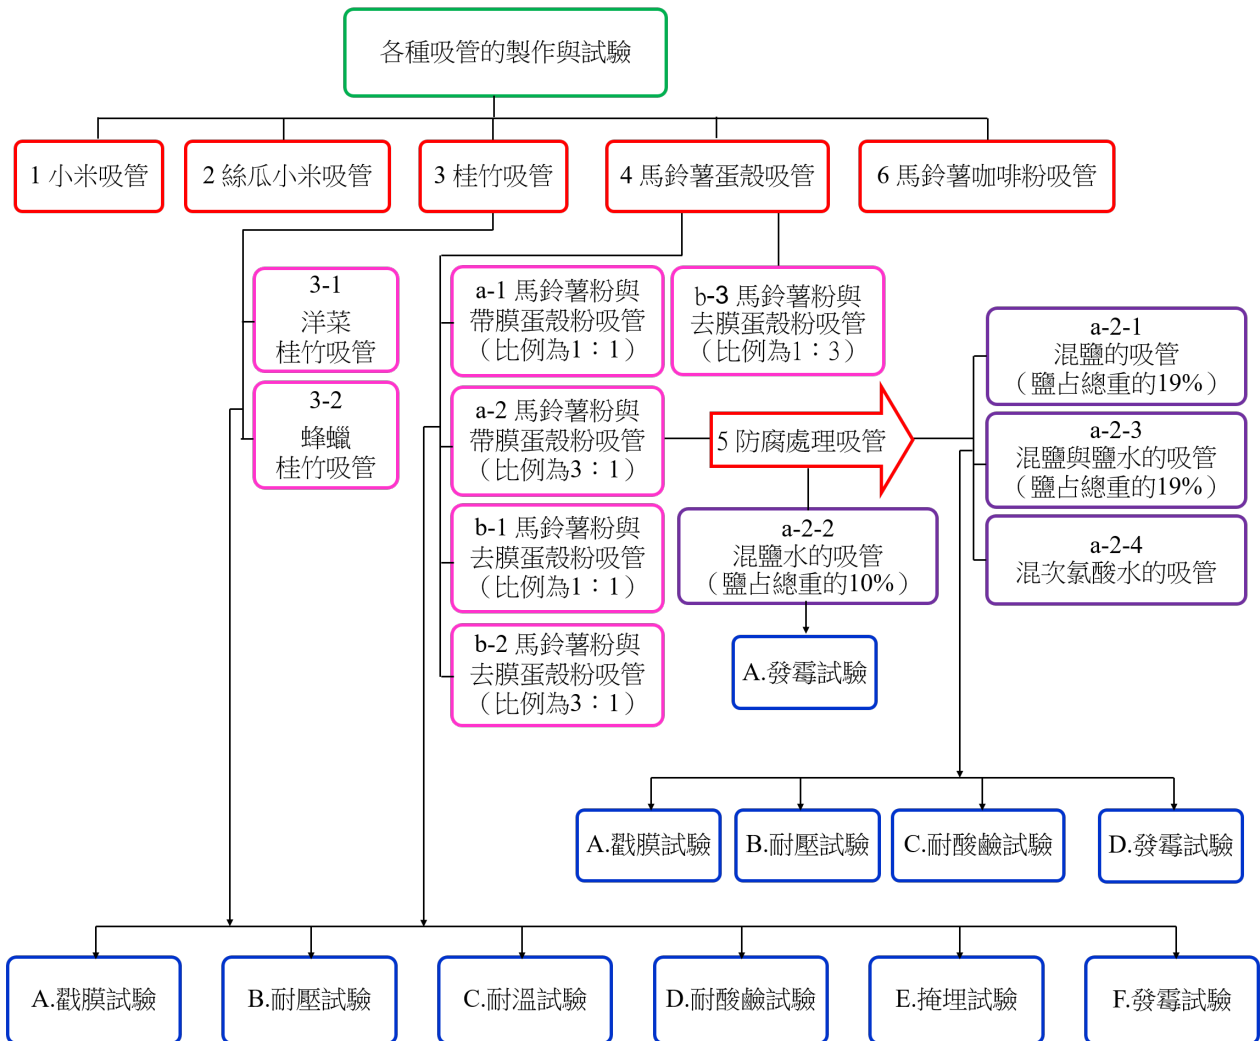 各種吸管的製作與試驗
1 小米吸管
2 絲瓜小米吸管
3 桂竹吸管
4 馬鈴薯蛋殼吸管
6 馬鈴薯咖啡粉吸管
3-1
洋菜
桂竹吸管
3-2
蜂蠟
桂竹吸管
a-1 馬鈴薯粉與
帶膜蛋殼粉吸管
（比例為1：1）
a-2 馬鈴薯粉與
帶膜蛋殼粉吸管
（比例為3：1）
b-1 馬鈴薯粉與
去膜蛋殼粉吸管
（比例為1：1）
b-2 馬鈴薯粉與
去膜蛋殼粉吸管
（比例為3：1）
b-3 馬鈴薯粉與
去膜蛋殼粉吸管
（比例為1：3）
5 防腐處理吸管
a-2-1
混鹽的吸管
（鹽占總重的19%）
a-2-3
混鹽與鹽水的吸管
（鹽占總重的19%）
a-2-4
混次氯酸水的吸管
a-2-2
混鹽水的吸管
（鹽占總重的10%）
A.發霉試驗
A.戳膜試驗
B.耐壓試驗
C.耐酸鹼試驗
D.發霉試驗
A.戳膜試驗
B.耐壓試驗
C.耐溫試驗
D.耐酸鹼試驗
E.掩埋試驗
F.發霉試驗